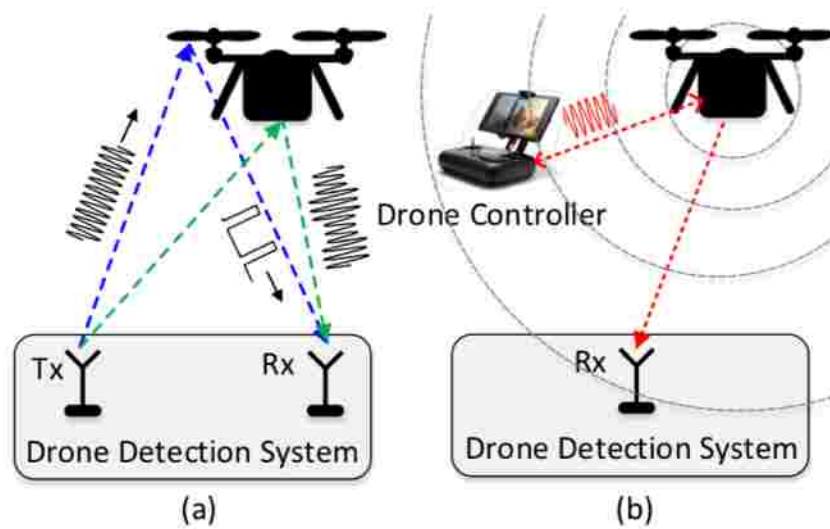 Drone Controller
Tx
Rx
Drone Detection System
(a)
Rx
Drone Detection System
(b)